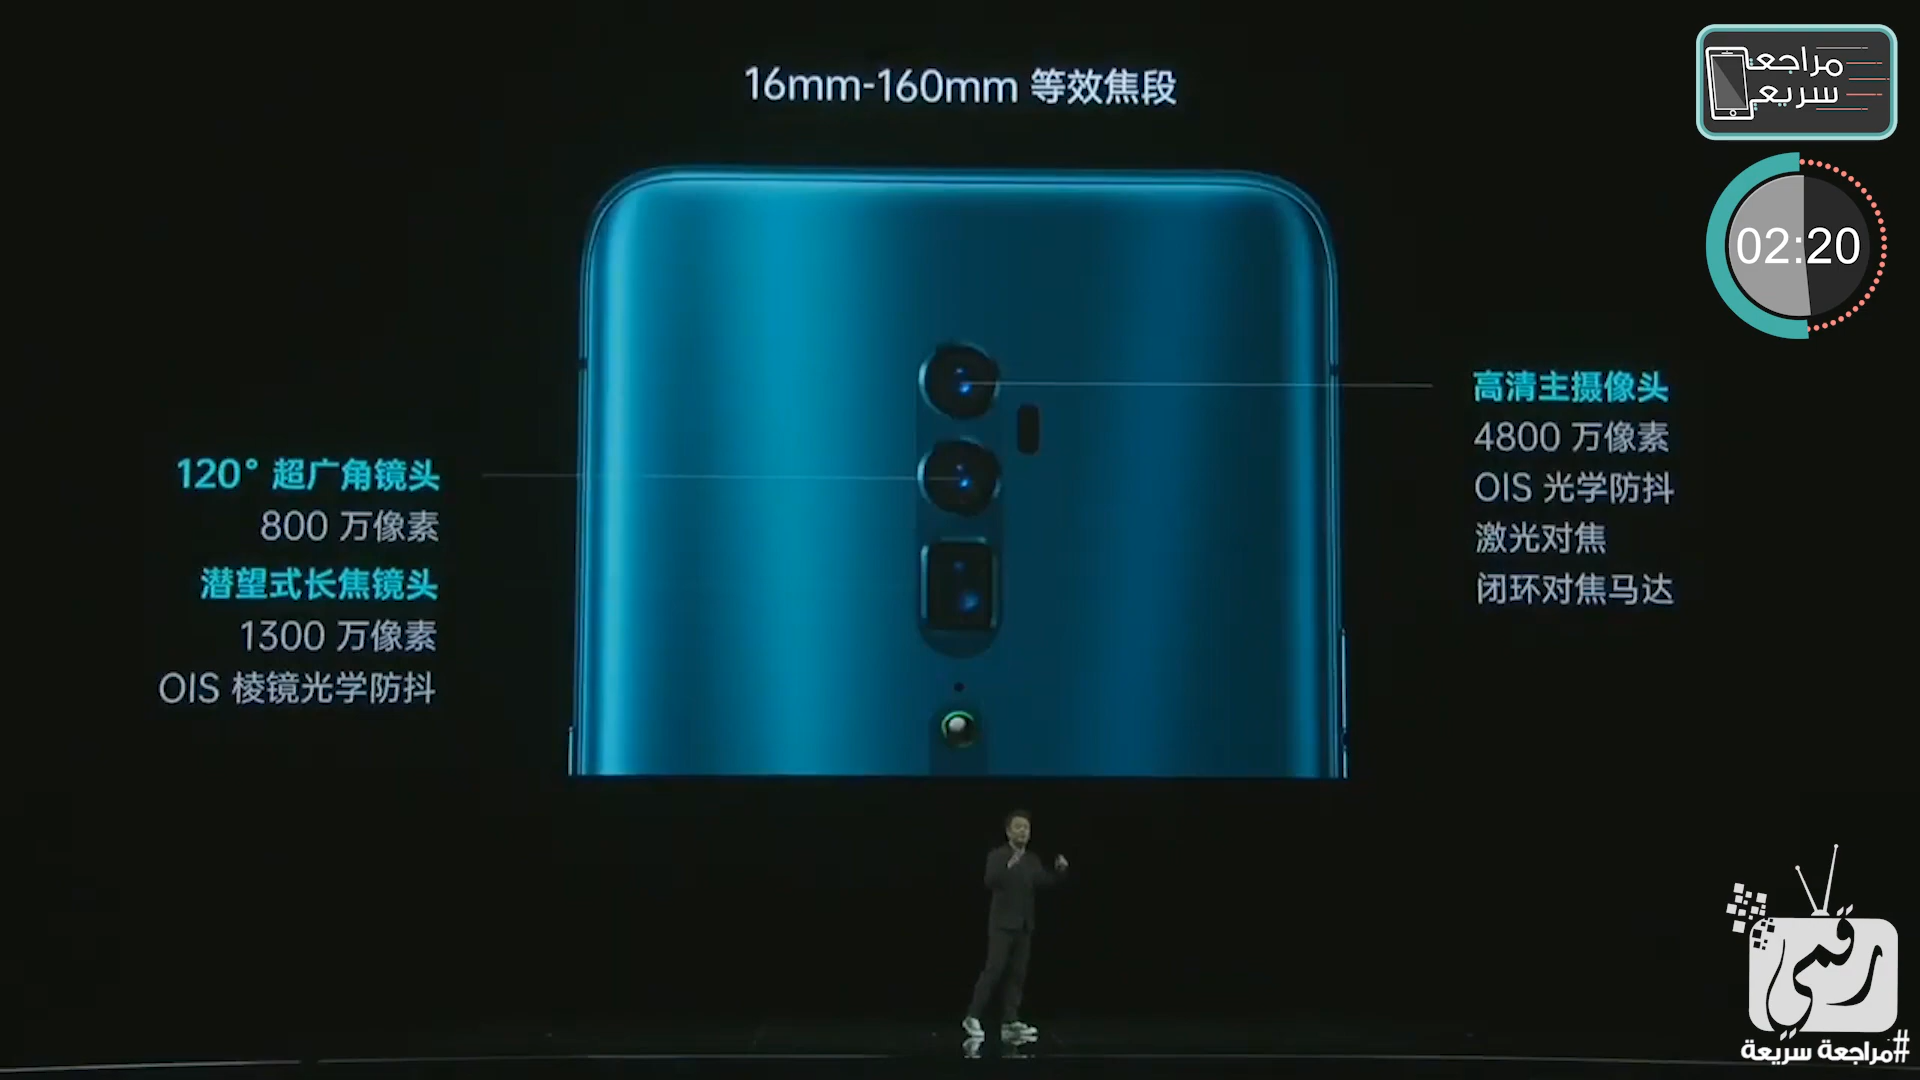 16mm-160mm 等效焦段
مراجعة
سريعة
02:20
120° 超广角镜头
800 万像素
潜望式长焦镜头
1300 万像素
OIS 棱镜光学防抖
高清主摄像头
4800 万像素
OIS 光学防抖
激光对焦
闭环对焦马达
رقمي
#مراجعة سريعة